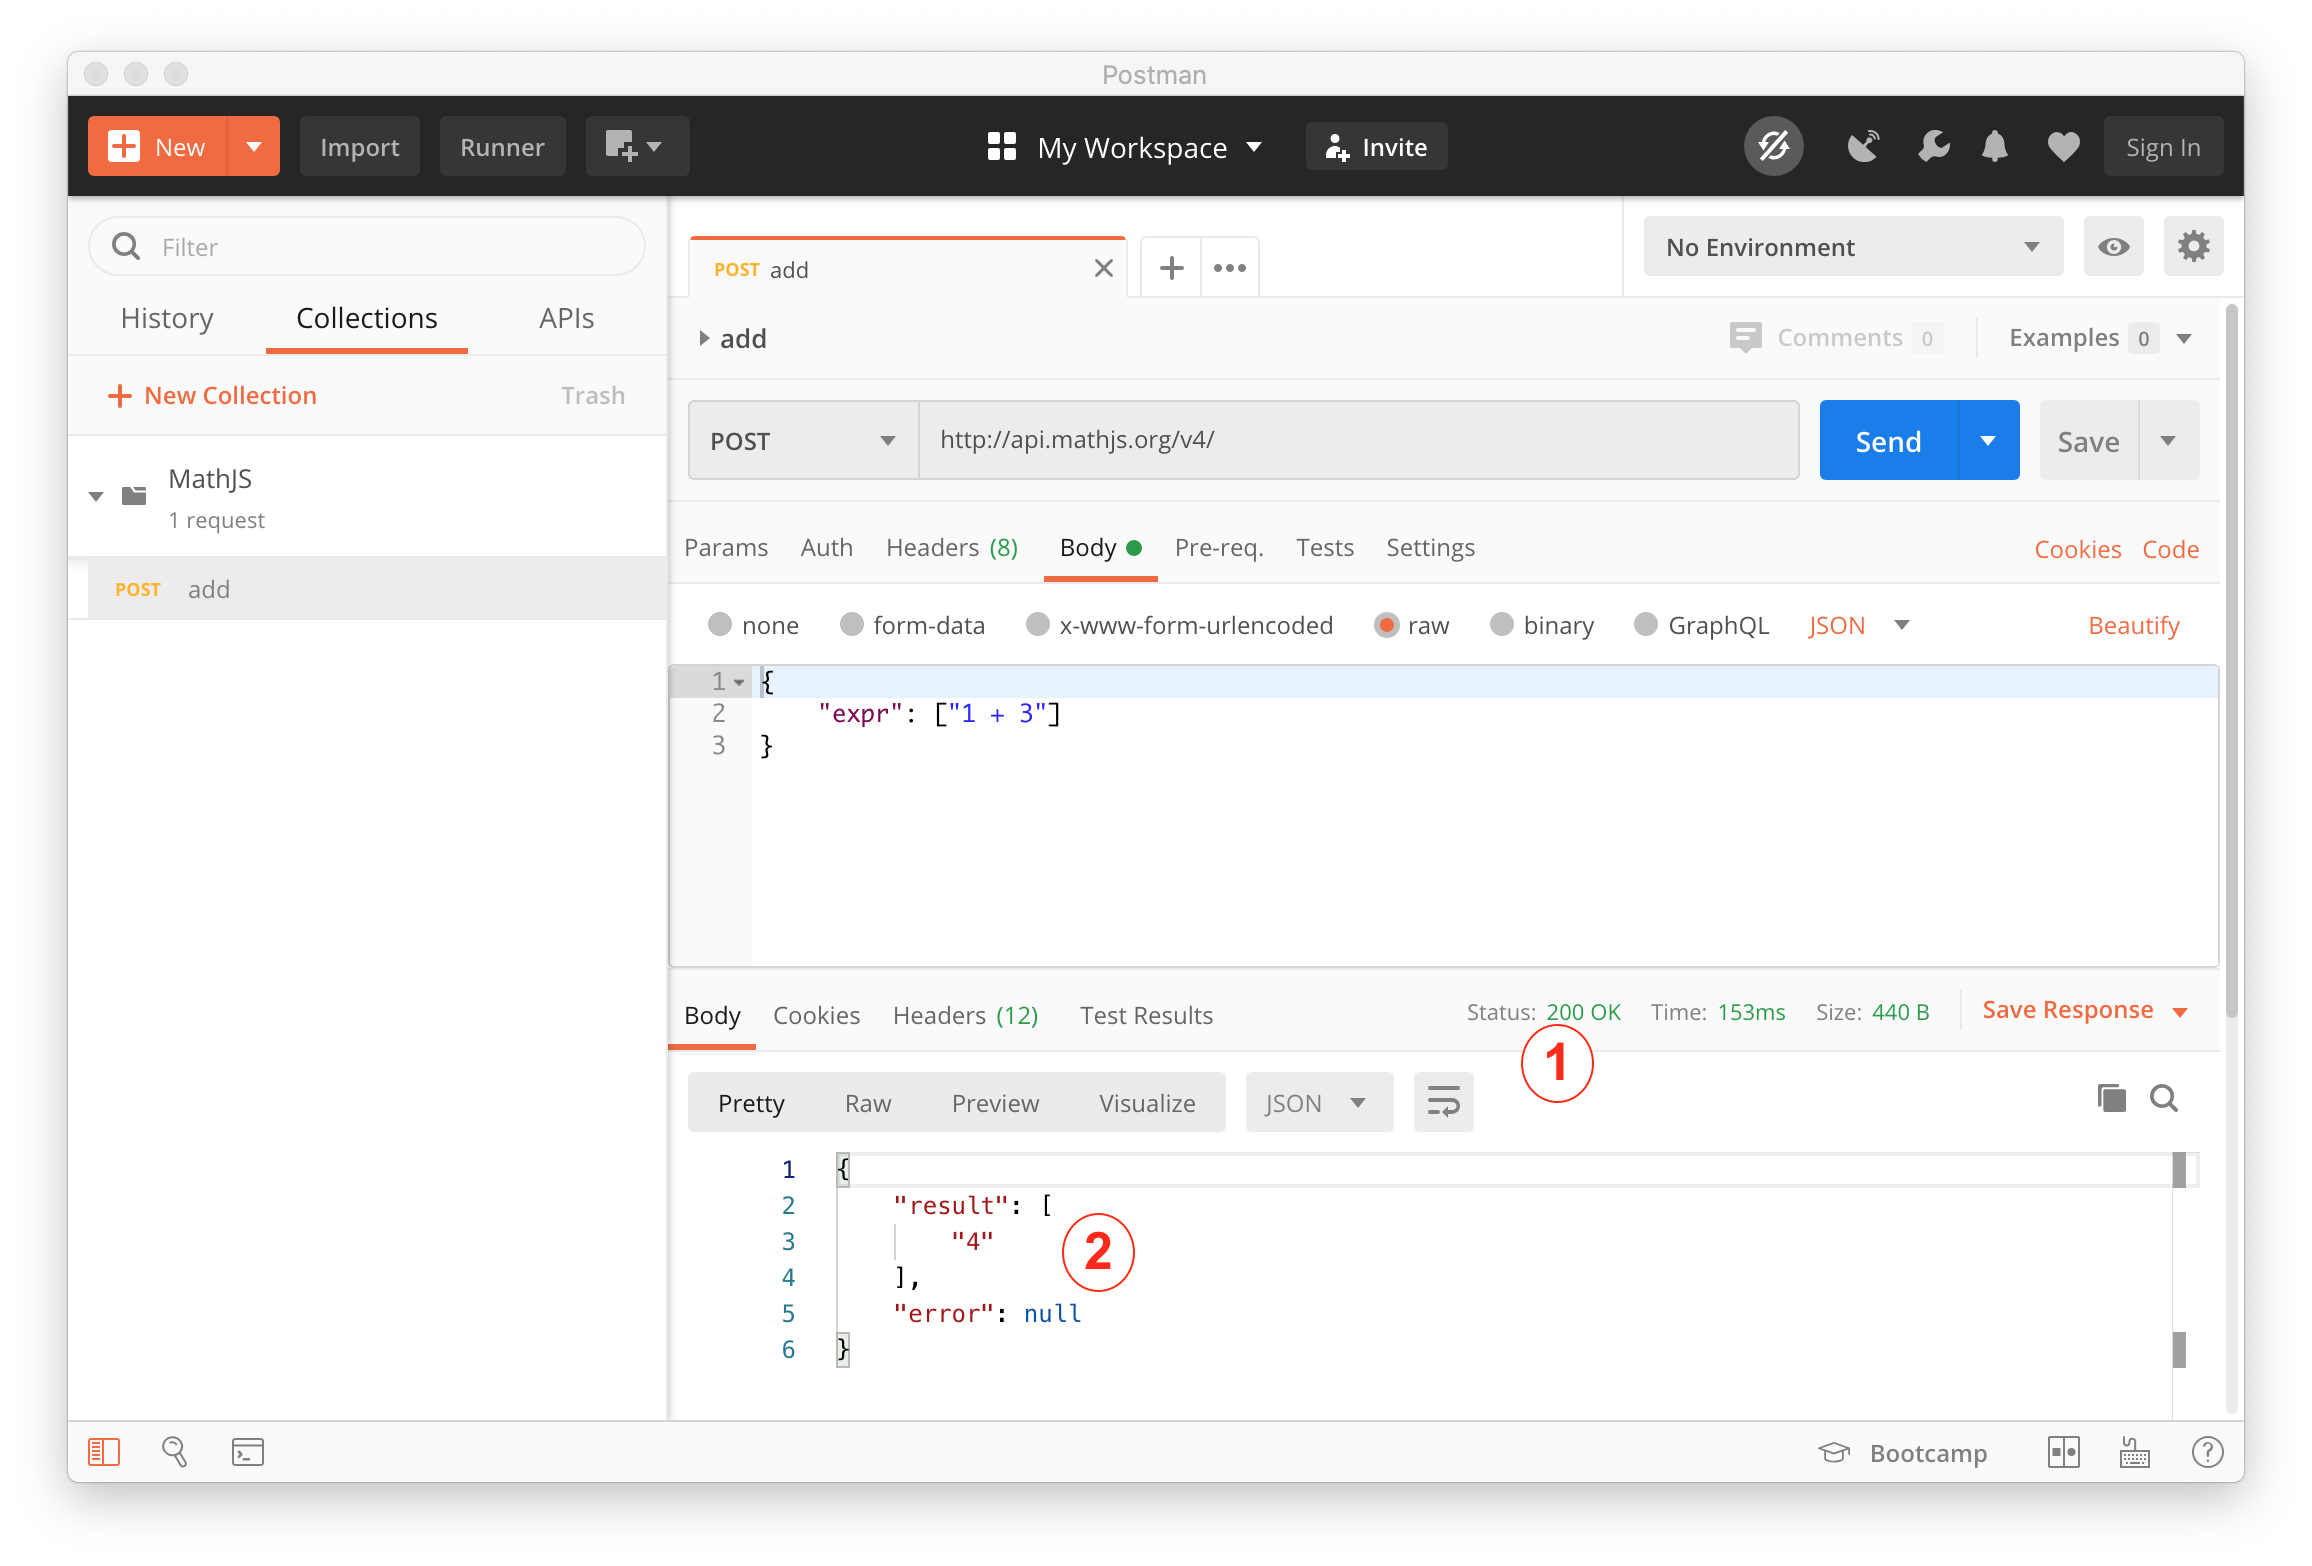 Postman
New Import Runner My Workspace Invite Sign In
Filter
History Collections APIs
New Collection Trash
MathJS
1 request
POST add
POST add
No Environment
add Comments 0 Examples 0
POST http://api.mathjs.org/v4/ Send Save
Params Auth Headers (8) Body Pre-req. Tests Settings Cookies Code
none form-data x-www-form-urlencoded raw binary GraphQL JSON Beautify
1 {
2 "expr": ["1 + 3"]
3 }
Body Cookies Headers (12) Test Results Status: 200 OK Time: 153ms Size: 440 B Save Response
1
Pretty Raw Preview Visualize JSON
1 {
2 "result": [
3 "4"
2
4 ],
5 "error": null
6 }
Bootcamp